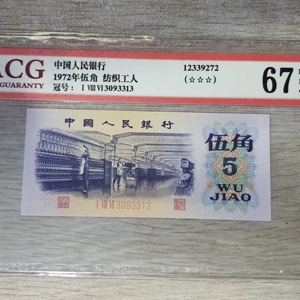 ACG
GUARANTY
中国人民银行
1972年伍角 纺织工人
冠号: I VIII VI 3093313
12339272
(☆☆☆)
67
中國人民銀行
I VIII VI 3093313
伍角
5
WU
JIAO